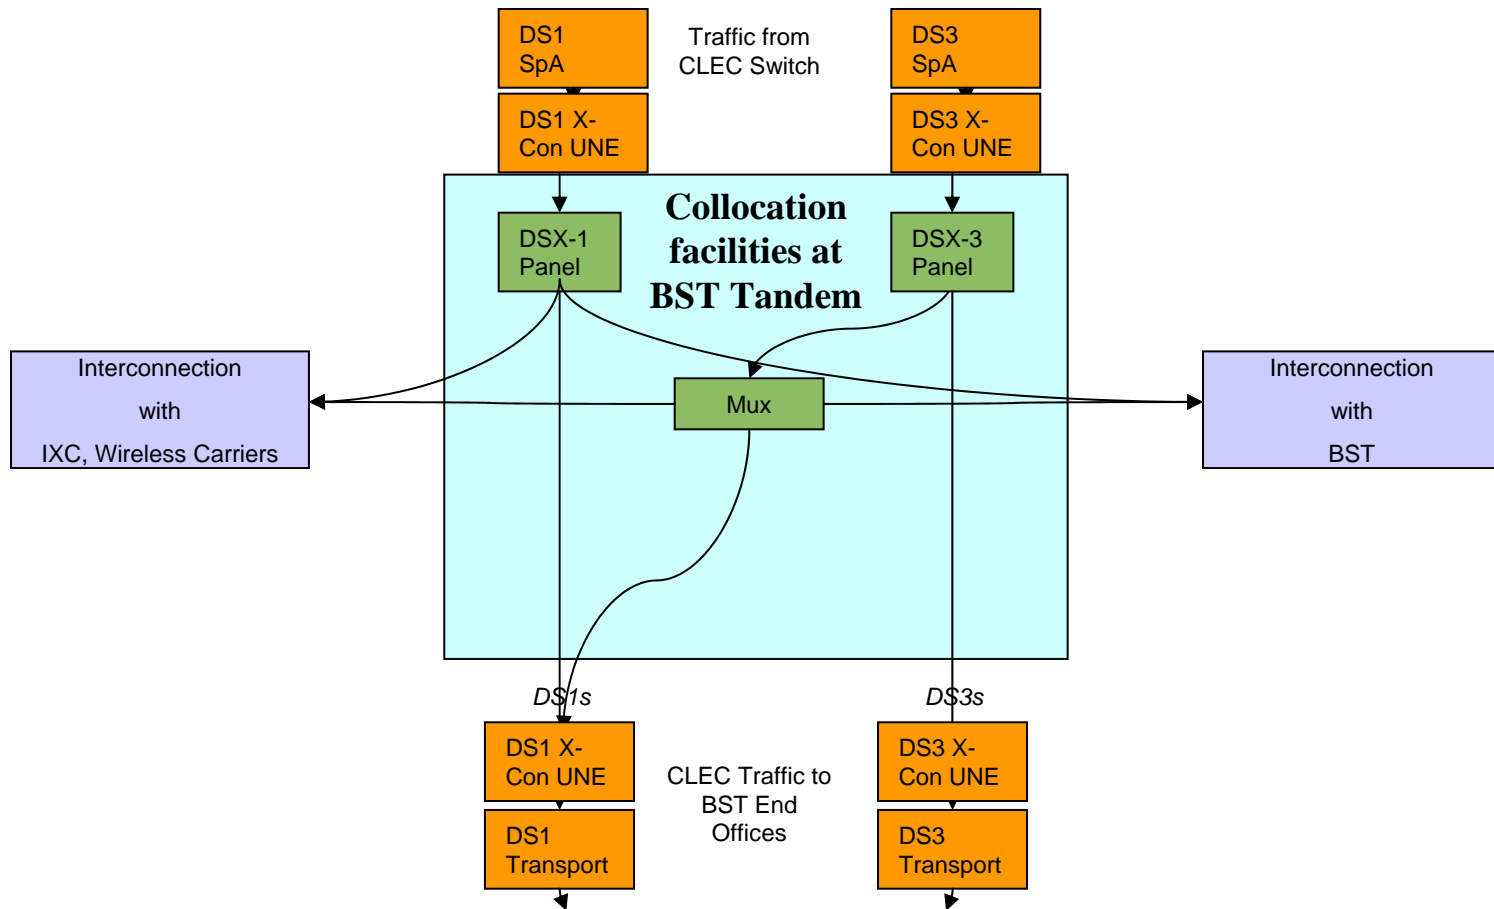 DS1
SpA
Traffic from
CLEC Switch
DS3
SpA
DS1 X-
Con UNE
DS3 X-
Con UNE
Collocation
facilities at
BST Tandem
DSX-1
Panel
DSX-3
Panel
Interconnection
with
IXC, Wireless Carriers
Mux
Interconnection
with
BST
DS1s
DS3s
DS1 X-
Con UNE
CLEC Traffic to
BST End
Offices
DS3 X-
Con UNE
DS1
Transport
DS3
Transport